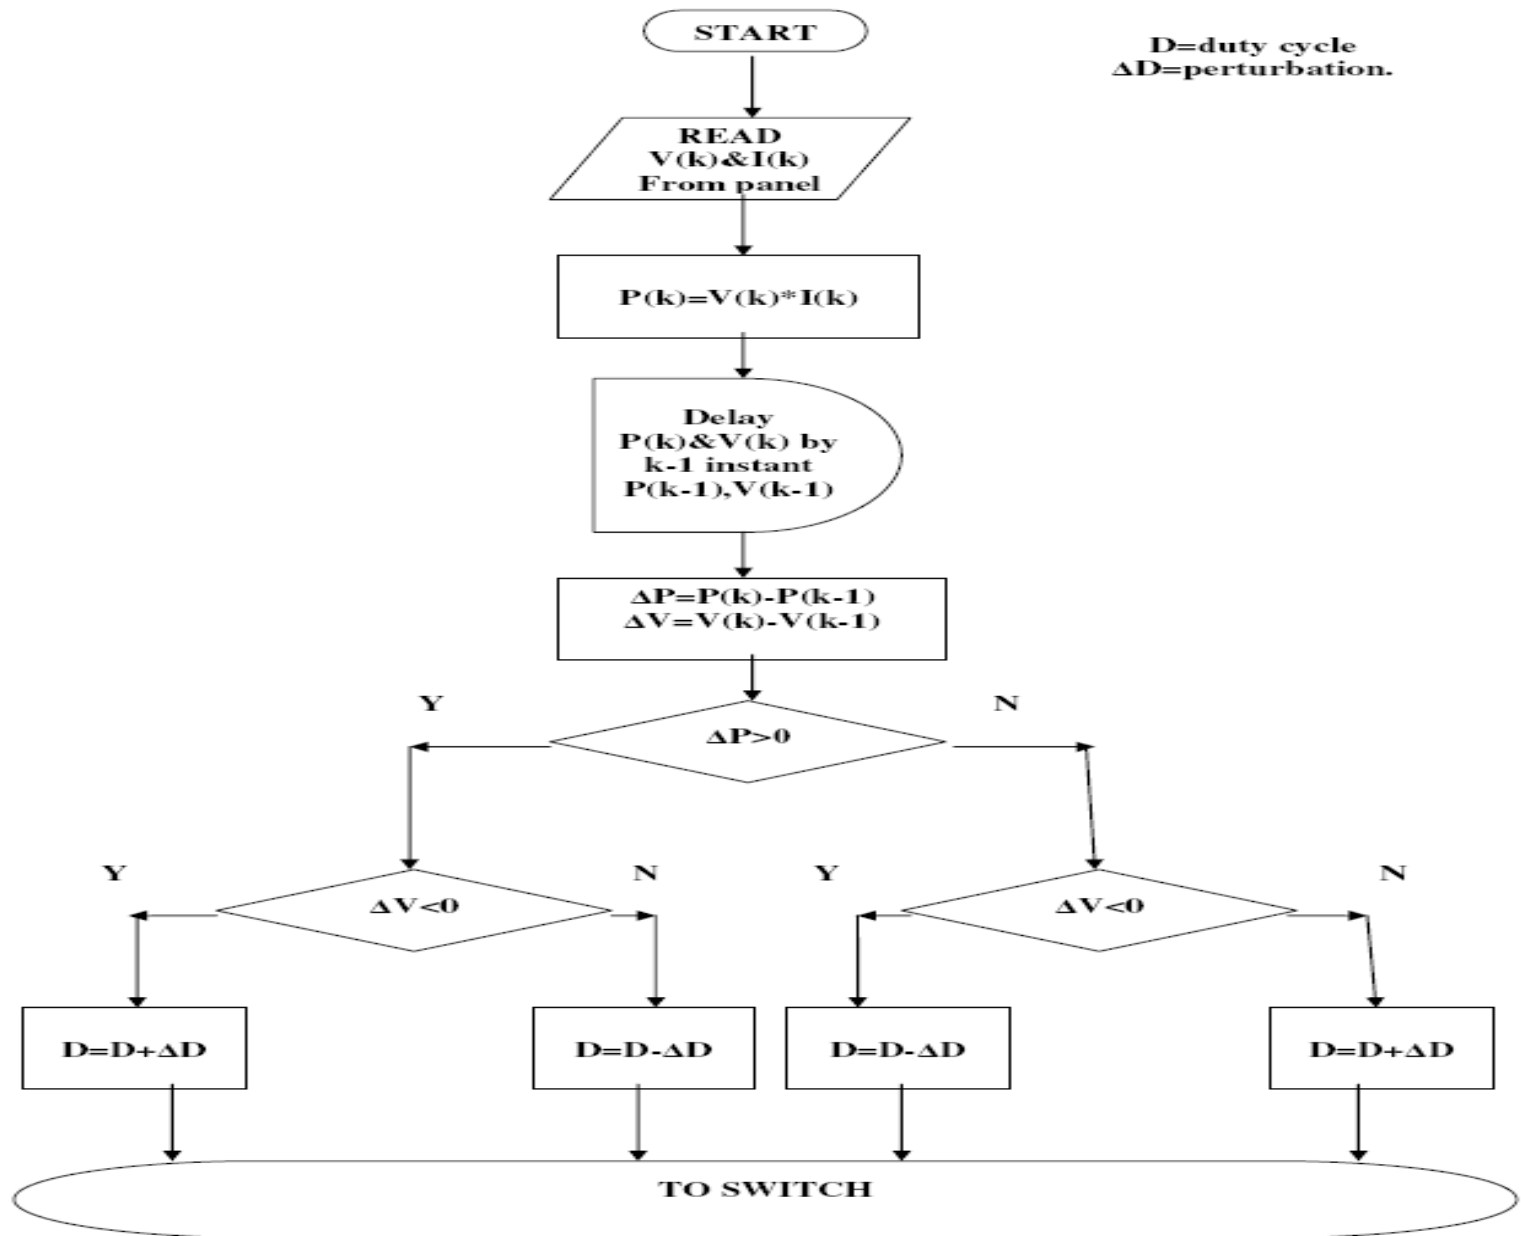 START
D=duty cycle
ΔD=perturbation.
READ
V(k)&I(k)
From panel
P(k)=V(k)*I(k)
Delay
P(k)&V(k) by
k-1 instant
P(k-1),V(k-1)
ΔP=P(k)-P(k-1)
ΔV=V(k)-V(k-1)
Y
N
ΔP>0
Y
N
Y
N
ΔV<0
ΔV<0
D=D+ΔD
D=D-ΔD
D=D-ΔD
D=D+ΔD
TO SWITCH